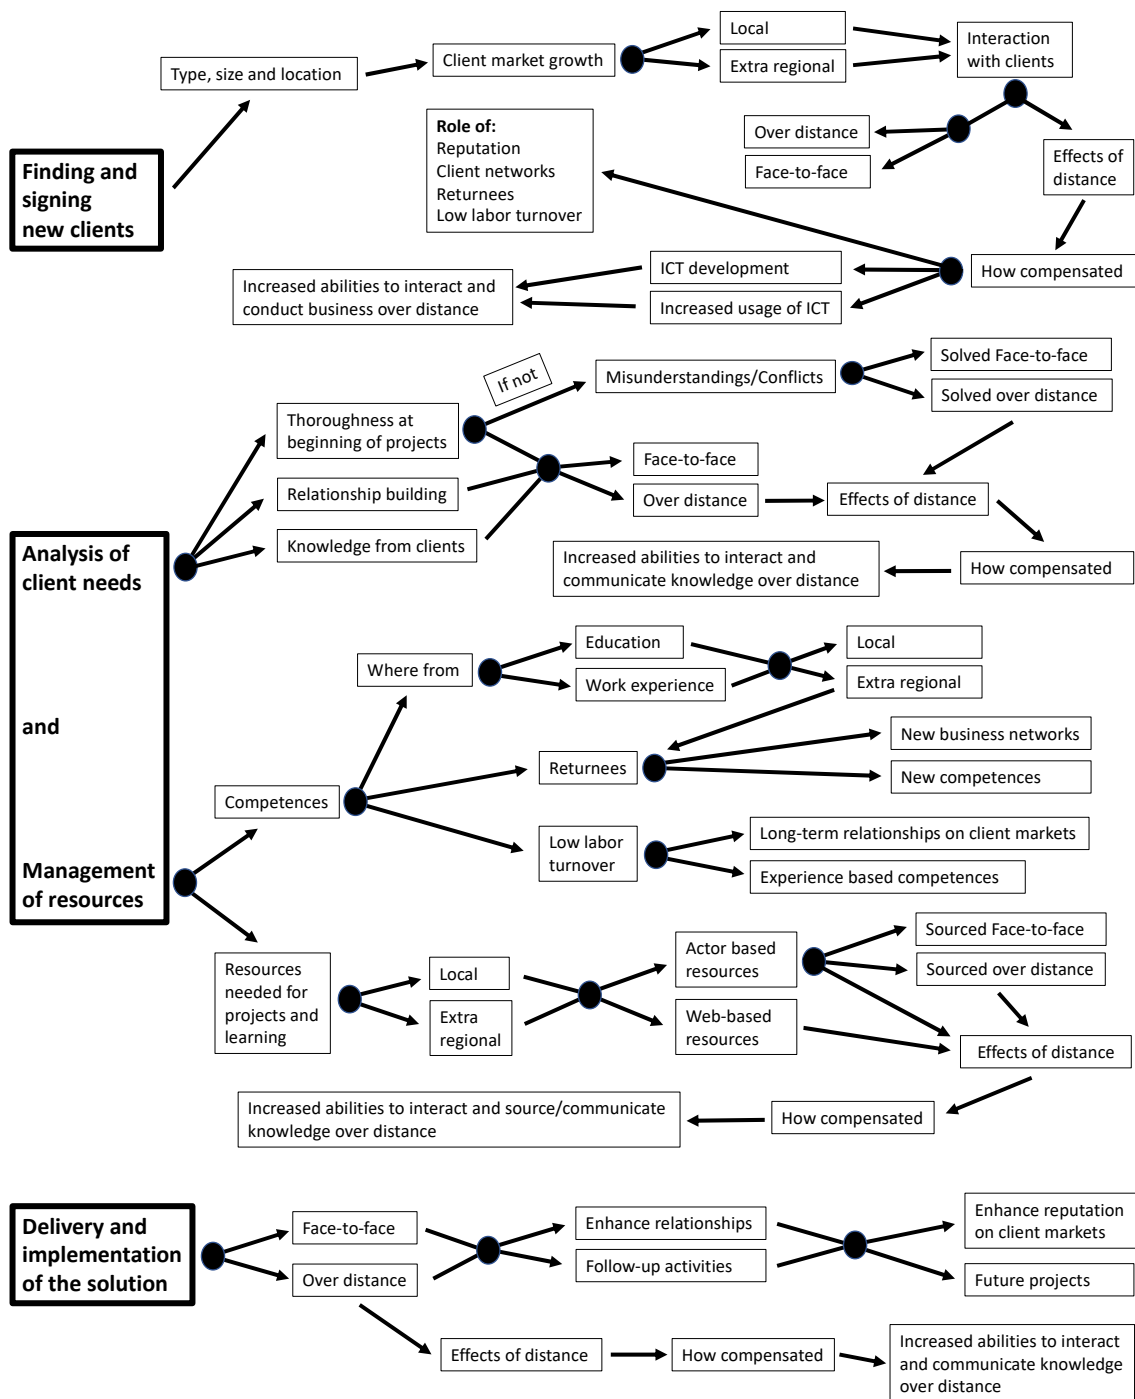 Local
Extra regional
Interaction
with clients
Client market growth
Type, size and location
Role of:
Reputation
Client networks
Returnees
Low labor turnover
Over distance
Face-to-face
Effects of
distance
Finding and
signing
new clients
ICT development
Increased usage of ICT
How compensated
Increased abilities to interact and
conduct business over distance
If not
Misunderstandings/Conflicts
Solved Face-to-face
Solved over distance
Thoroughness at
beginning of projects
Relationship building
Knowledge from clients
Face-to-face
Over distance
Effects of distance
Increased abilities to interact and
communicate knowledge over distance
How compensated
Analysis of
client needs
and
Management
of resources
Where from
Education
Work experience
Local
Extra regional
Competences
Returnees
New business networks
New competences
Low labor
turnover
Long-term relationships on client markets
Experience based competences
Resources
needed for
projects and
learning
Local
Extra
regional
Actor based
resources
Web-based
resources
Sourced Face-to-face
Sourced over distance
Effects of distance
How compensated
Increased abilities to interact and source/communicate
knowledge over distance
Delivery and
implementation
of the solution
Face-to-face
Over distance
Enhance relationships
Follow-up activities
Enhance reputation
on client markets
Future projects
Effects of distance
How compensated
Increased abilities to interact
and communicate knowledge
over distance